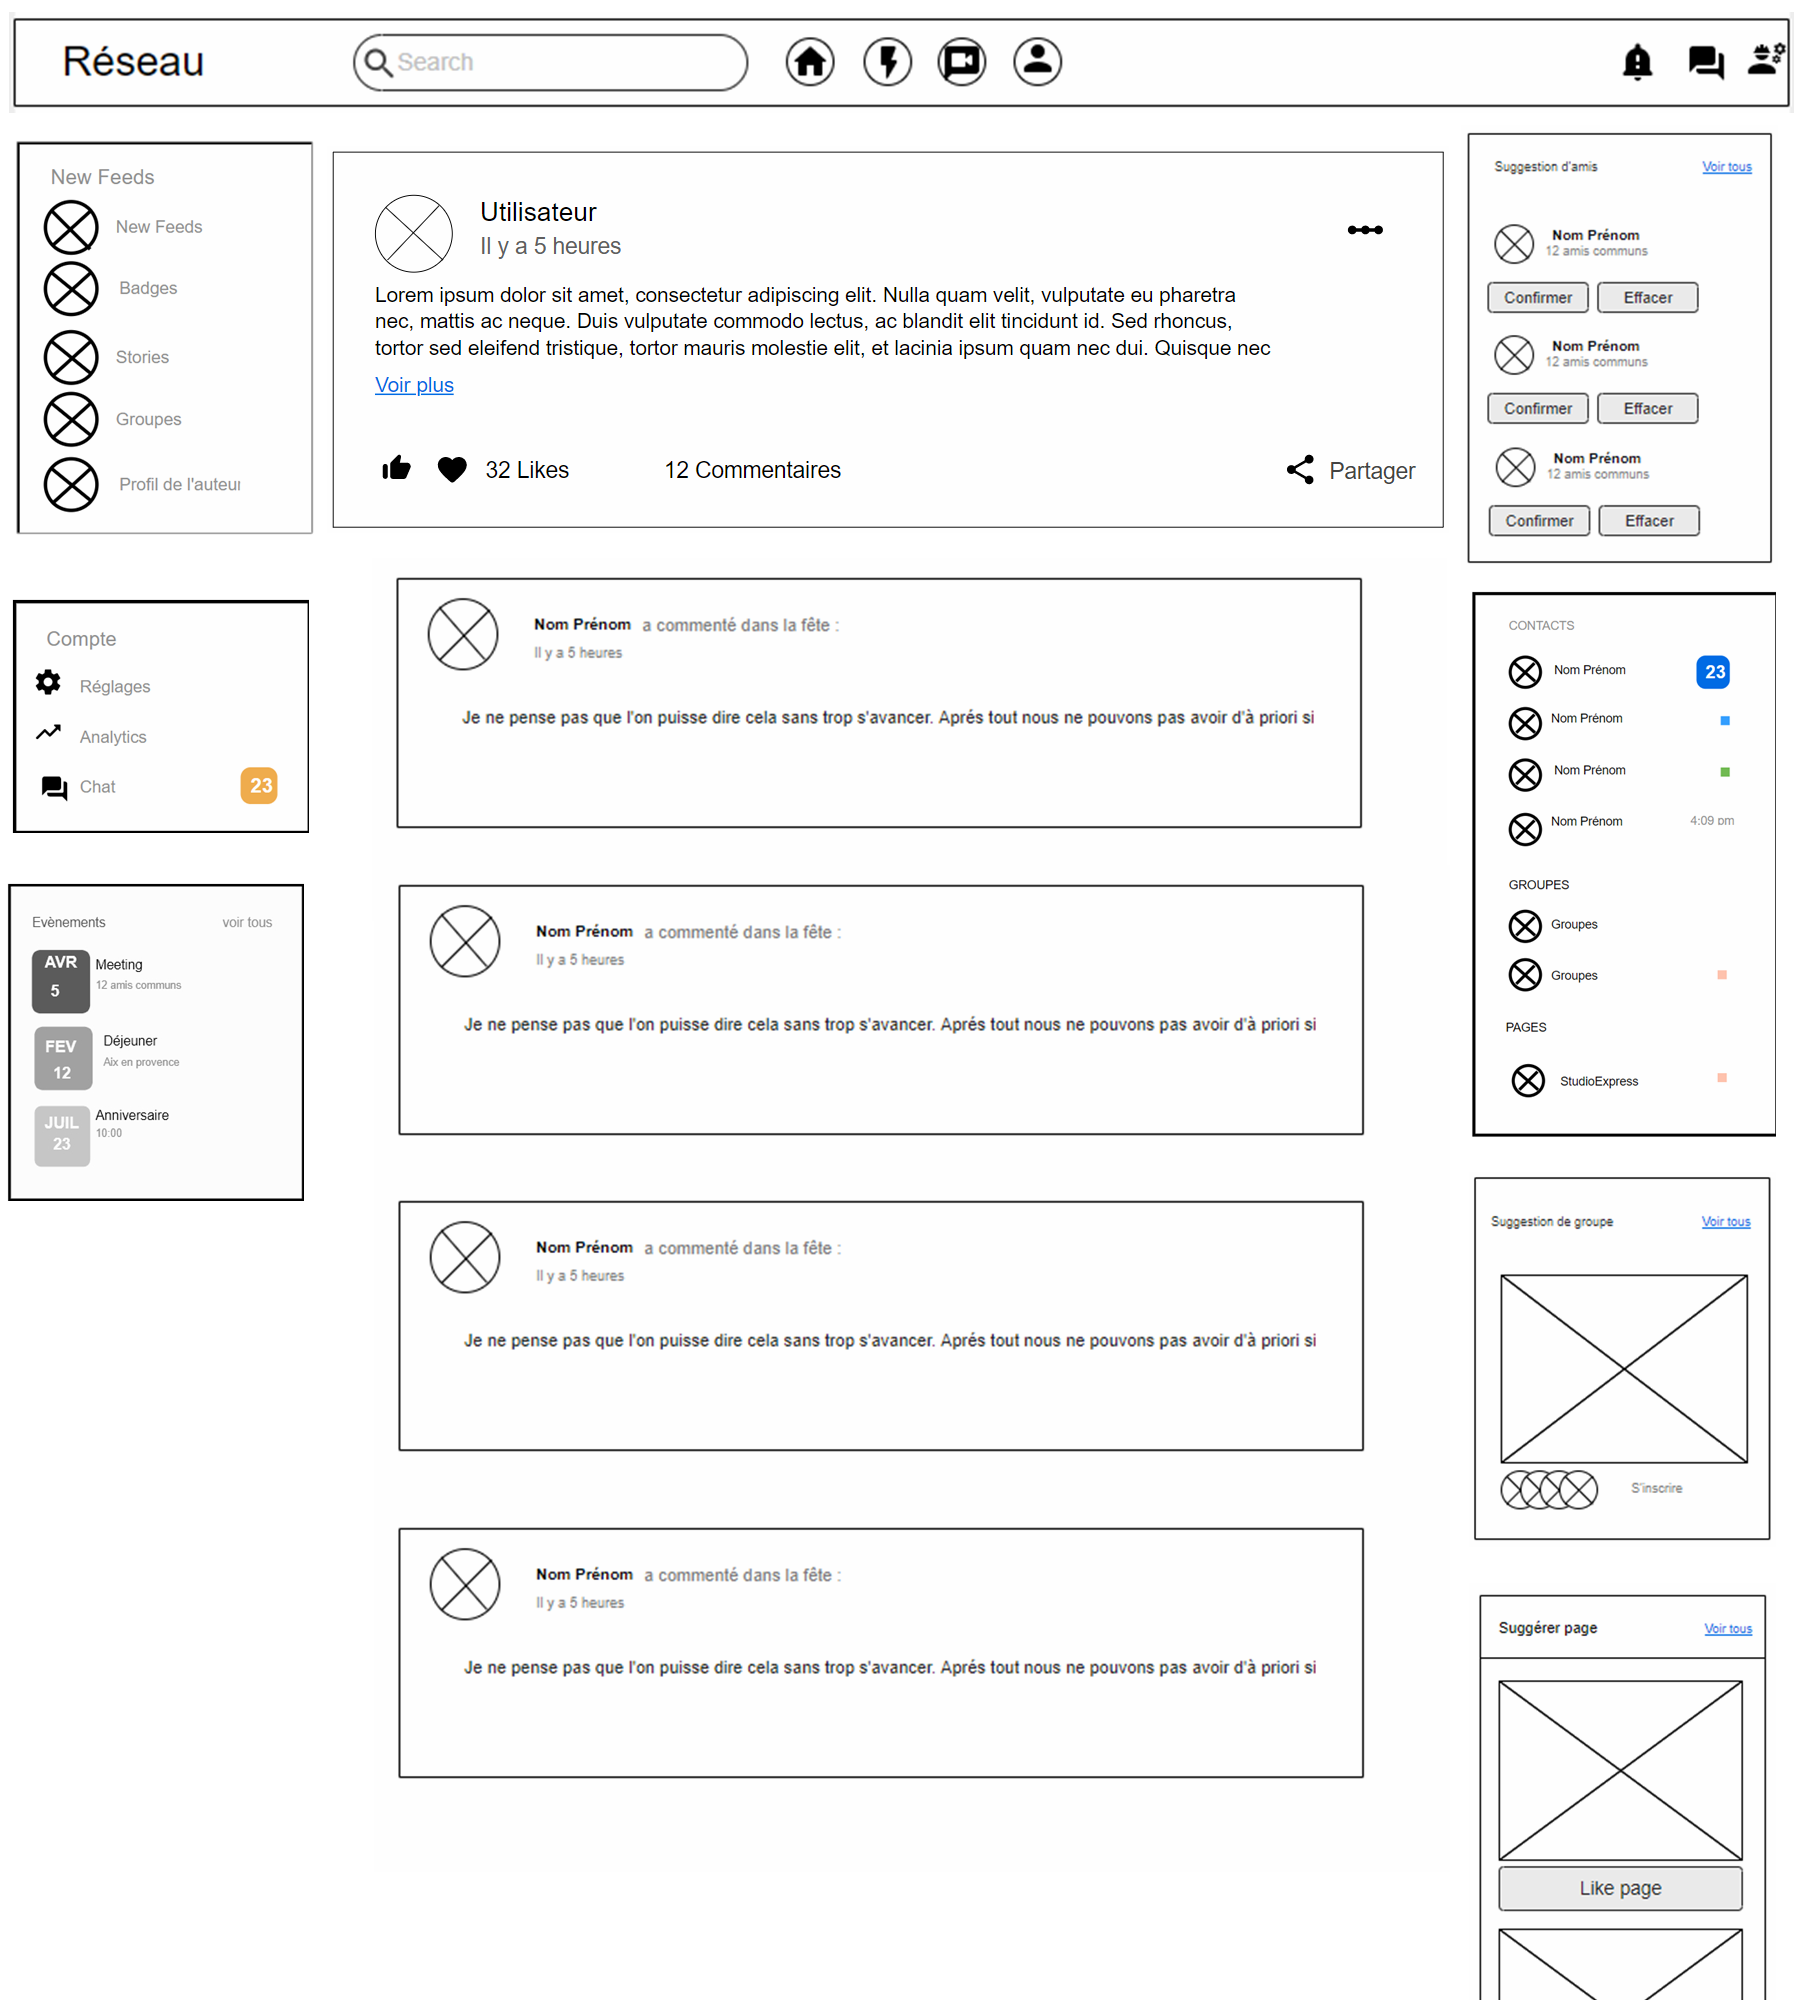 Réseau
Search
New Feeds
New Feeds
Badges
Stories
Groupes
Profil de l'auteur
Compte
Réglages
Analytics
Chat
23
Evènements
voir tous
AVR
5
Meeting
12 amis communs
FEV
12
Déjeuner
Aix en provence
JUIL
23
Anniversaire
10:00
Utilisateur
Il y a 5 heures
Lorem ipsum dolor sit amet, consectetur adipiscing elit. Nulla quam velit, vulputate eu pharetra
nec, mattis ac neque. Duis vulputate commodo lectus, ac blandit elit tincidunt id. Sed rhoncus,
tortor sed eleifend tristique, tortor mauris molestie elit, et lacinia ipsum quam nec dui. Quisque nec
Voir plus
32 Likes
12 Commentaires
Partager
Nom Prénom a commenté dans la fête :
Il y a 5 heures
Je ne pense pas que l'on puisse dire cela sans trop s'avancer. Aprés tout nous ne pouvons pas avoir d'à priori si
Nom Prénom a commenté dans la fête :
Il y a 5 heures
Je ne pense pas que l'on puisse dire cela sans trop s'avancer. Aprés tout nous ne pouvons pas avoir d'à priori si
Nom Prénom a commenté dans la fête :
Il y a 5 heures
Je ne pense pas que l'on puisse dire cela sans trop s'avancer. Aprés tout nous ne pouvons pas avoir d'à priori si
Nom Prénom a commenté dans la fête :
Il y a 5 heures
Je ne pense pas que l'on puisse dire cela sans trop s'avancer. Aprés tout nous ne pouvons pas avoir d'à priori si
Suggestion d'amis
Voir tous
Nom Prénom
12 amis communs
Confirmer
Effacer
Nom Prénom
12 amis communs
Confirmer
Effacer
Nom Prénom
12 amis communs
Confirmer
Effacer
CONTACTS
Nom Prénom
23
Nom Prénom
Nom Prénom
Nom Prénom
4:09 pm
GROUPES
Groupes
Groupes
PAGES
StudioExpress
Suggestion de groupe
Voir tous
S'inscrire
Suggérer page
Voir tous
Like page